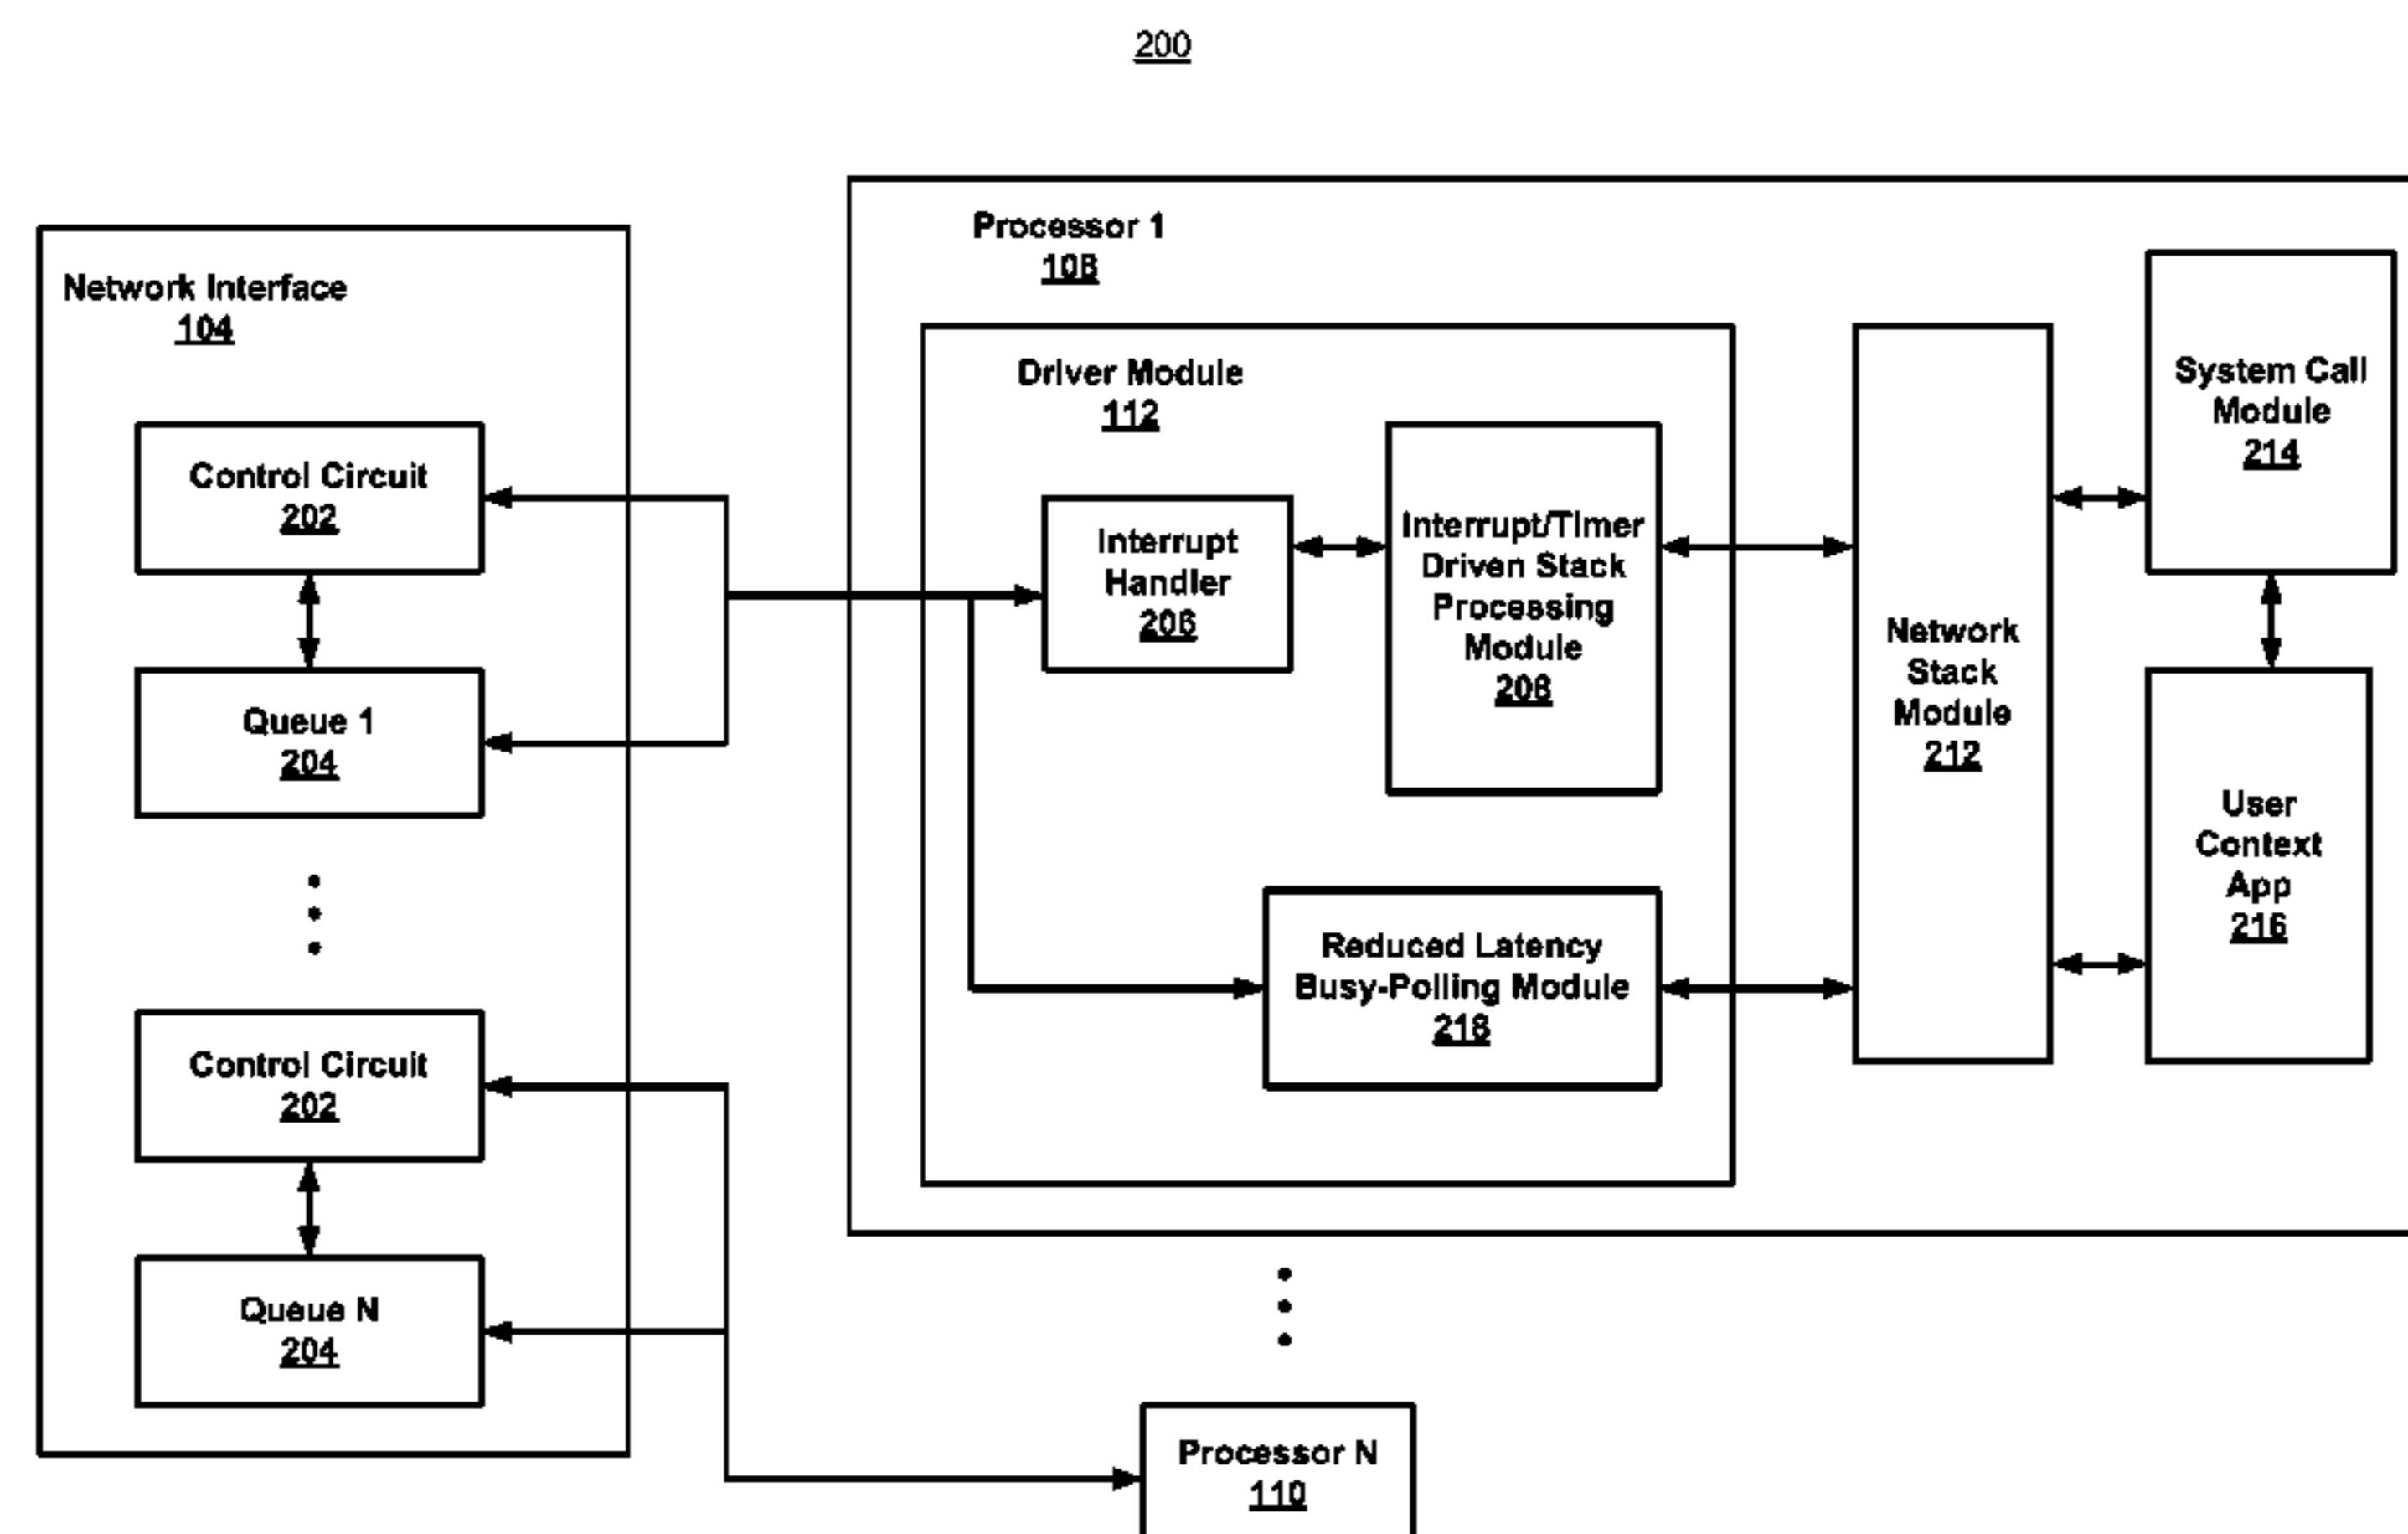 200
Network Interface
104
Control Circuit
202
Queue 1
204
Control Circuit
202
Queue N
204
Processor 1
108
Driver Module
112
Interrupt
Handler
206
Interrupt/Timer
Driven Stack
Processing
Module
208
Reduced Latency
Busy-Polling Module
218
Network
Stack
Module
212
System Call
Module
214
User
Context
App
216
Processor N
110